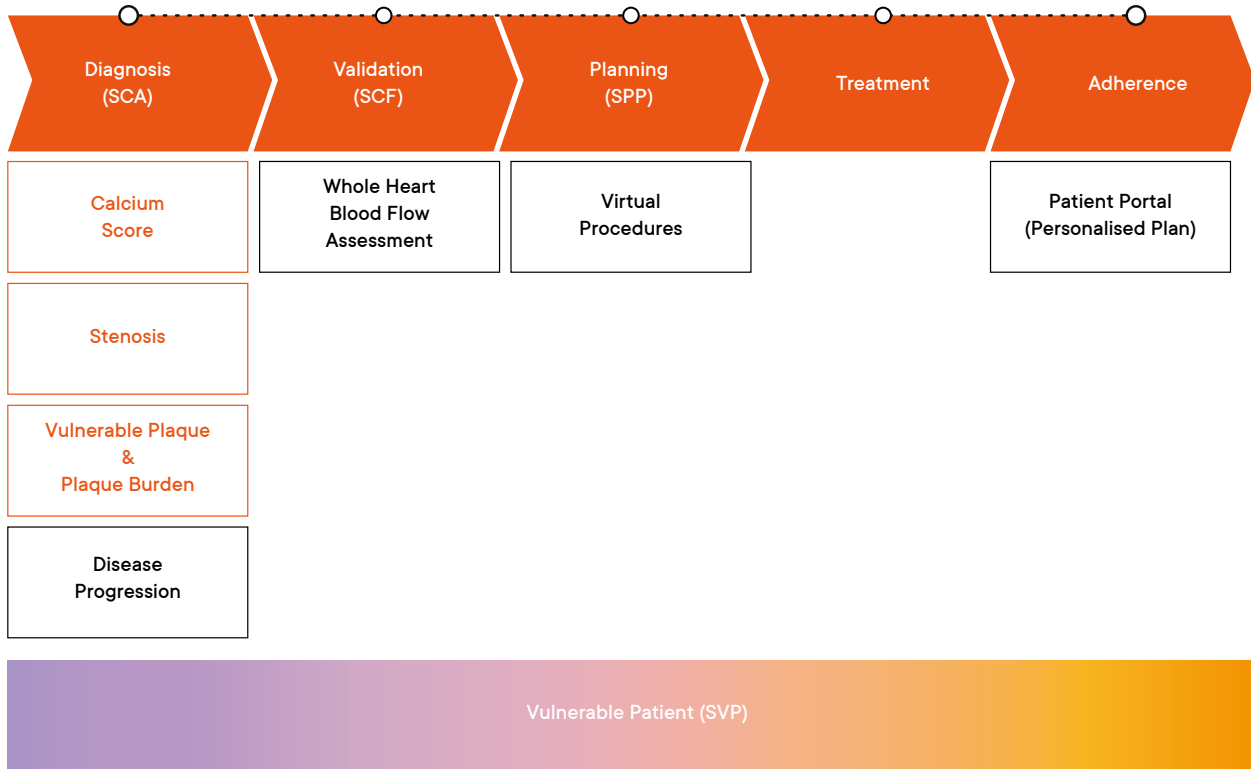 Diagnosis
(SCA)
Validation
(SCF)
Planning
(SPP)
Treatment
Adherence
Calcium
Score
Whole Heart
Blood Flow
Assessment
Virtual
Procedures
Patient Portal
(Personalised Plan)
Stenosis
Vulnerable Plaque
&
Plaque Burden
Disease
Progression
Vulnerable Patient (SVP)